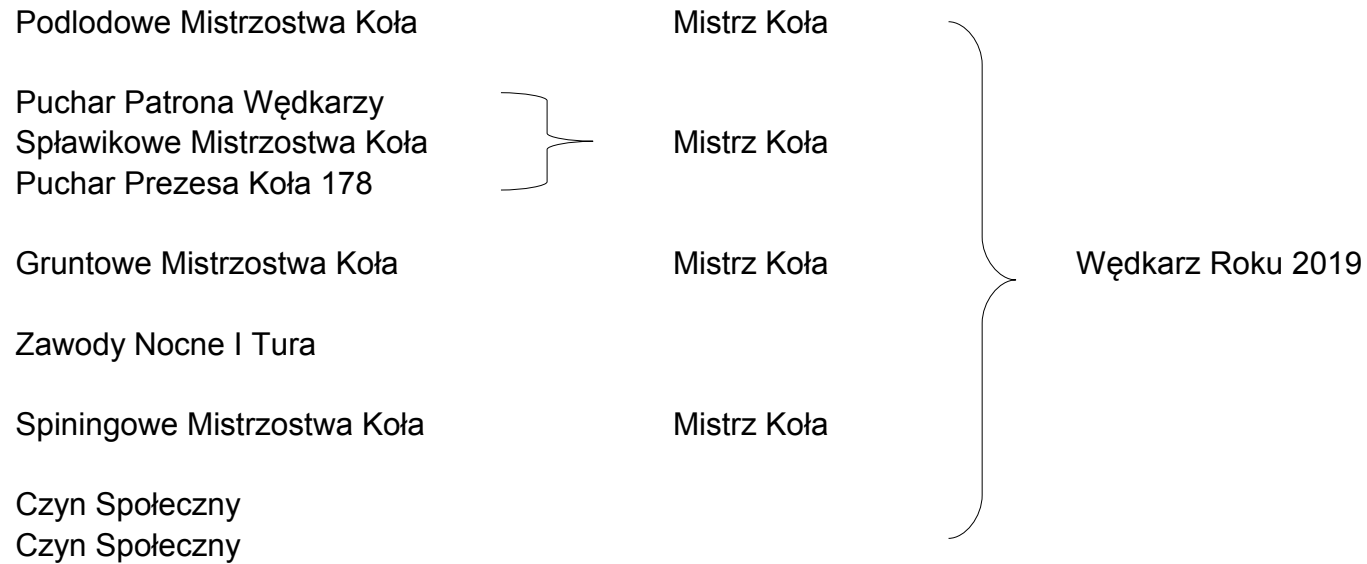 Podlodowe Mistrzostwa Koła Mistrz Koła
Puchar Patrona Wędkarzy
Spławikowe Mistrzostwa Koła Mistrz Koła
Puchar Prezesa Koła 178
Gruntowe Mistrzostwa Koła Mistrz Koła Wędkarz Roku 2019
Zawody Nocne I Tura
Spiningowe Mistrzostwa Koła Mistrz Koła
Czyn Społeczny
Czyn Społeczny